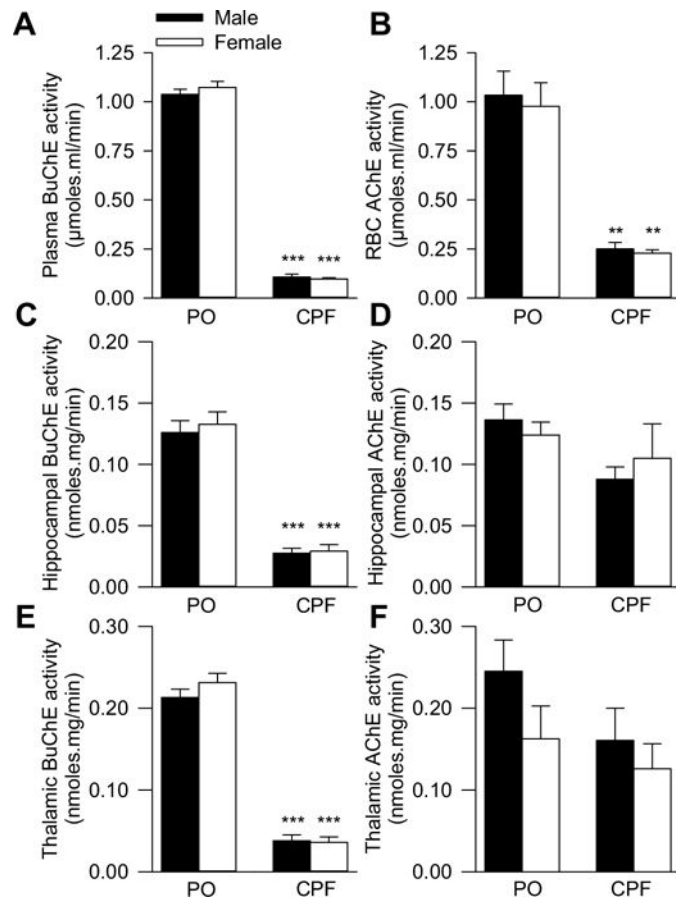 Male
Female
A
Plasma BuChE activity
(µmoles.ml/min)
1.25
1.00
0.75
0.50
0.25
0.00
*** ***
PO CPF
B
RBC AChE activity
(µmoles.ml/min)
1.25
1.00
0.75
0.50
0.25
0.00
** **
PO CPF
C
Hippocampal BuChE activity
(nmoles.mg/min)
0.20
0.15
0.10
0.05
0.00
*** ***
PO CPF
D
Hippocampal AChE activity
(nmoles.mg/min)
0.20
0.15
0.10
0.05
0.00
PO CPF
E
Thalamic BuChE activity
(nmoles.mg/min)
0.30
0.20
0.10
0.00
*** ***
PO CPF
F
Thalamic AChE activity
(nmoles.mg/min)
0.30
0.20
0.10
0.00
PO CPF